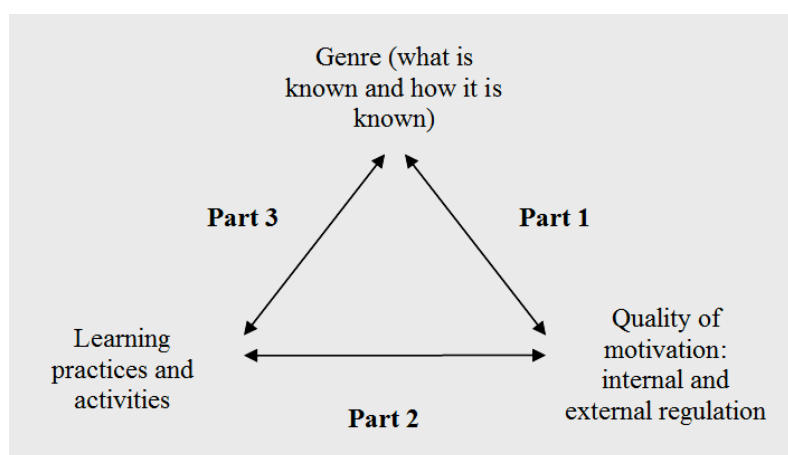 Genre (what is
known and how it is
known)
Part 3
Part 1
Learning
practices and
activities
Quality of
motivation:
internal and
external regulation
Part 2